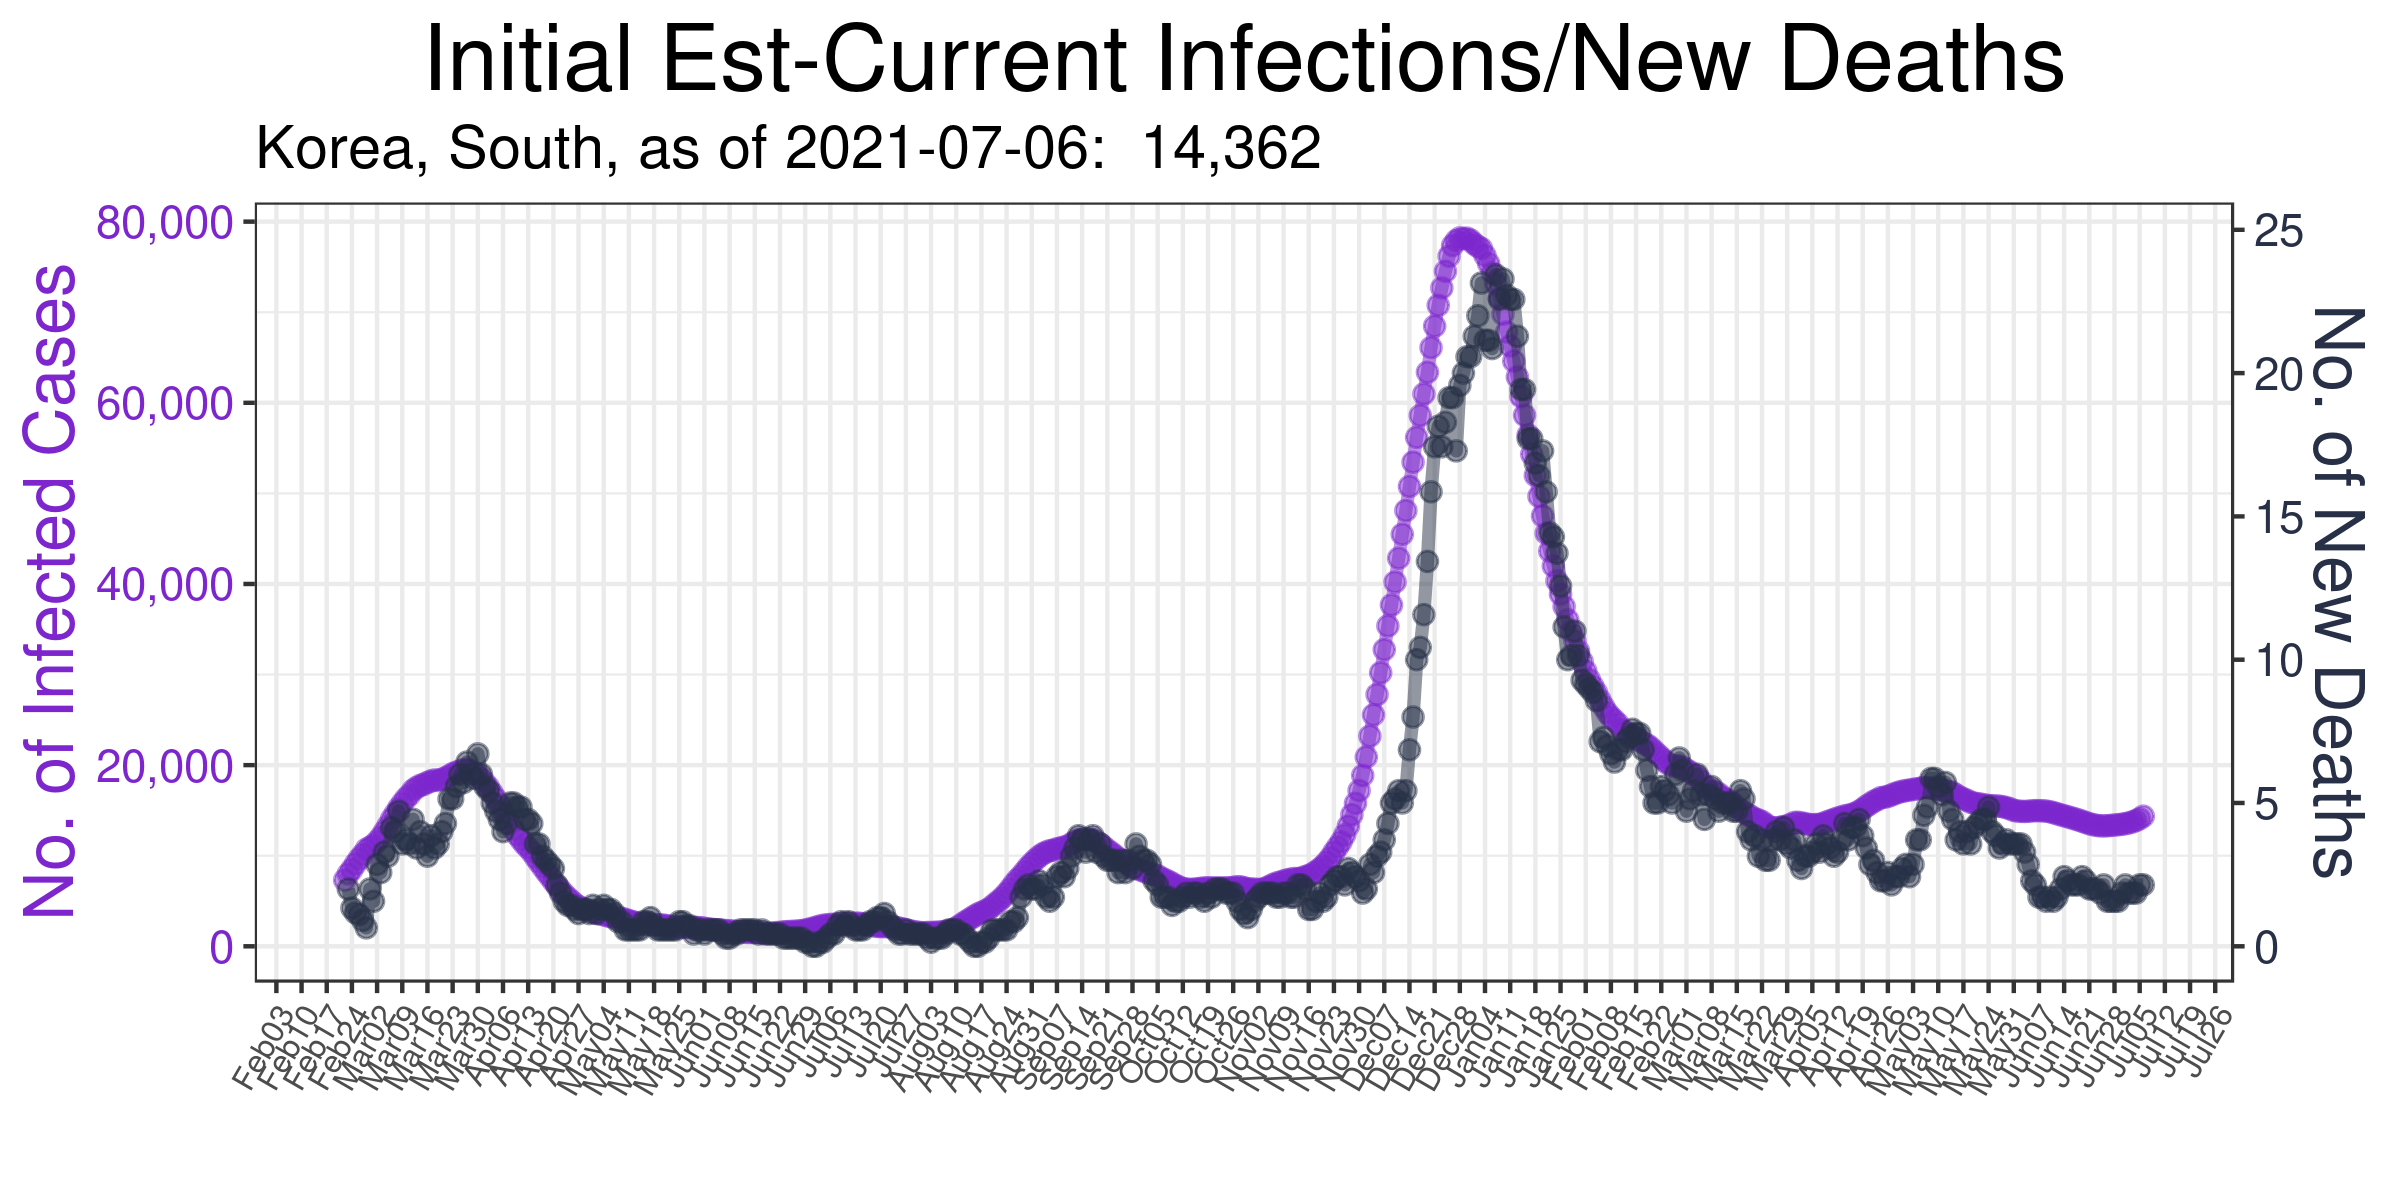 Initial Est-Current Infections/New Deaths
Korea, South, as of 2021-07-06:  14,362
No. of Infected Cases
80,000
60,000
40,000
20,000
0
25
20
15
10
5
0
No. of New Deaths
Feb03
Feb10
Feb17
Feb24
Mar02
Mar09
Mar16
Mar23
Mar30
Apr06
Apr13
Apr20
Apr27
May04
May11
May18
May25
Jun01
Jun08
Jun15
Jun22
Jun29
Jul06
Jul13
Jul20
Jul27
Aug03
Aug10
Aug17
Aug24
Aug31
Sep07
Sep14
Sep21
Sep28
Oct05
Oct12
Oct19
Oct26
Nov02
Nov09
Nov16
Nov23
Nov30
Dec07
Dec14
Dec21
Dec28
Jan04
Jan11
Jan18
Jan25
Feb01
Feb08
Feb15
Feb22
Mar01
Mar08
Mar15
Mar22
Mar29
Apr05
Apr12
Apr19
Apr26
May03
May10
May17
May24
May31
Jun07
Jun14
Jun21
Jun28
Jul05
Jul12
Jul19
Jul26